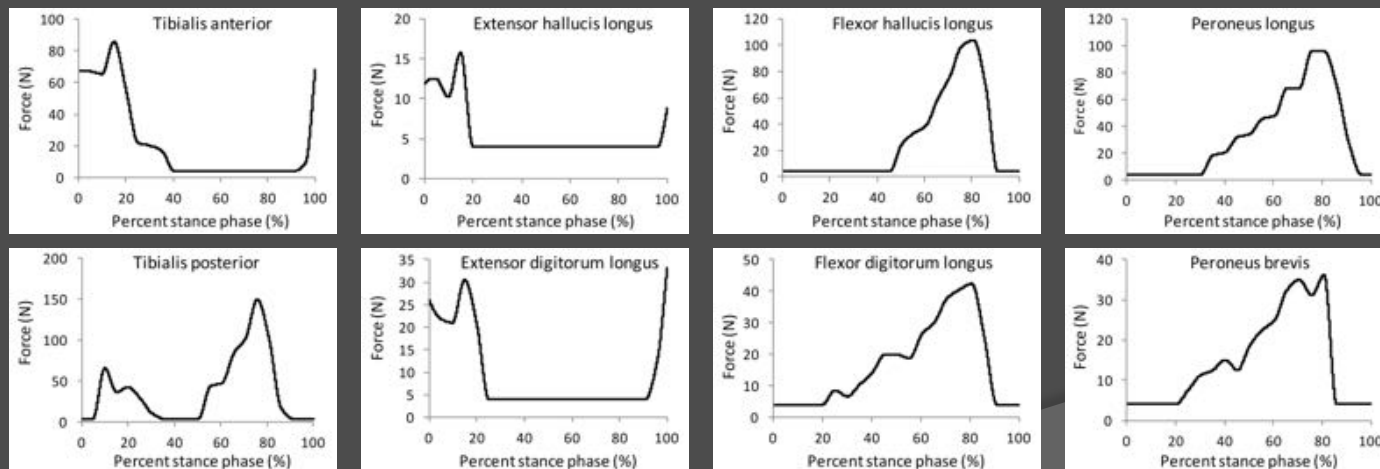 Tibialis anterior
100
80
60
40
20
0
Force (N)
0 20 40 60 80 100
Percent stance phase (%)
Extensor hallucis longus
20
15
10
5
0
Force (N)
0 20 40 60 80 100
Percent stance phase (%)
Flexor hallucis longus
120
100
80
60
40
20
0
Force (N)
0 20 40 60 80 100
Percent stance phase (%)
Peroneus longus
120
100
80
60
40
20
0
Force (N)
0 20 40 60 80 100
Percent stance phase (%)
Tibialis posterior
200
150
100
50
0
Force (N)
0 20 40 60 80 100
Percent stance phase (%)
Extensor digitorum longus
35
30
25
20
15
10
5
0
Force (N)
0 20 40 60 80 100
Percent stance phase (%)
Flexor digitorum longus
50
40
30
20
10
0
Force (N)
0 20 40 60 80 100
Percent stance phase (%)
Peroneus brevis
40
30
20
10
0
Force (N)
0 20 40 60 80 100
Percent stance phase (%)